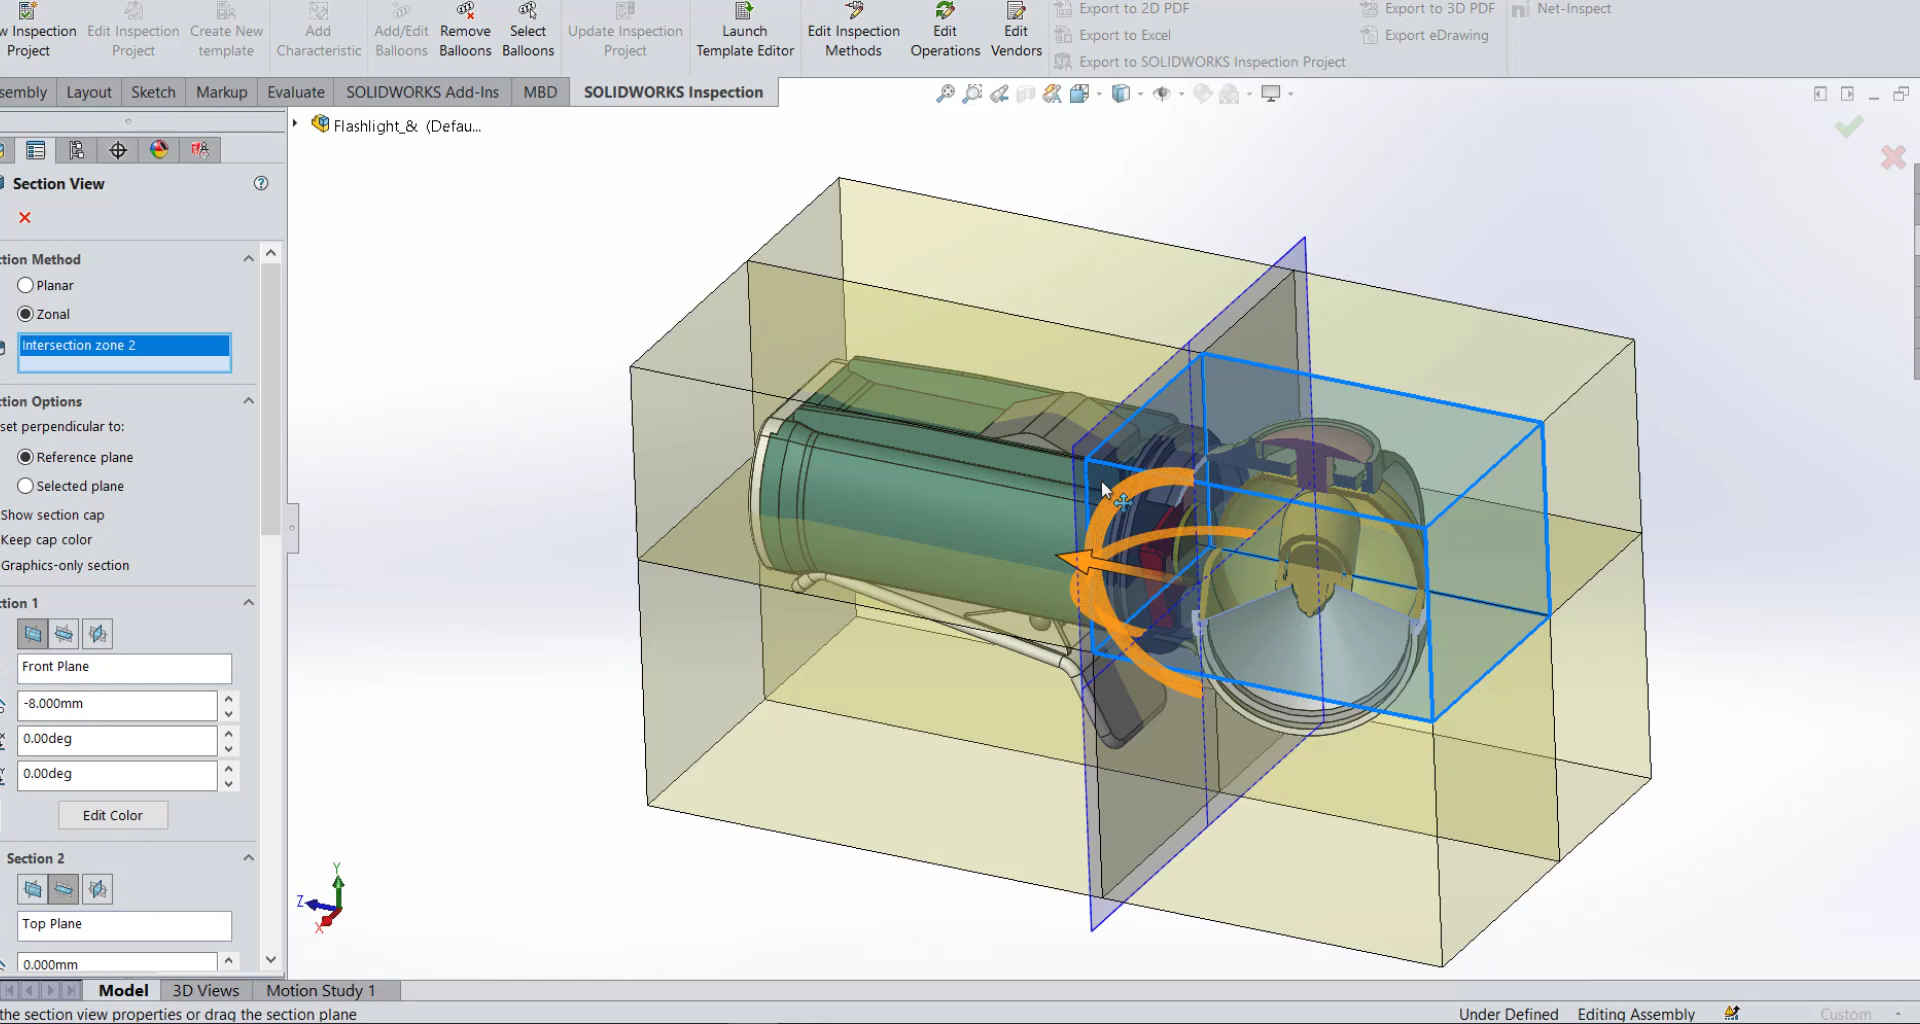 w Inspection Project
Edit Inspection Project
Create New template
Add Characteristic
Add/Edit Balloons
Remove Balloons
Select Balloons
Update Inspection Project
Launch Template Editor
Edit Inspection Methods
Edit Operations
Edit Vendors
Export to 2D PDF
Export to Excel
Export to SOLIDWORKS Inspection Project
Export to 3D PDF
Export eDrawing
Net-Inspect
sembly
Layout
Sketch
Markup
Evaluate
SOLIDWORKS Add-Ins
MBD
SOLIDWORKS Inspection
Flashlight_& (Defau...
Section View
ction Method
Planar
Zonal
Intersection zone 2
ction Options
set perpendicular to:
Reference plane
Selected plane
Show section cap
Keep cap color
Graphics-only section
ction 1
Front Plane
-8.000mm
0.00deg
0.00deg
Edit Color
Section 2
Top Plane
0.000mm
Y
Z
X
Model
3D Views
Motion Study 1
the section view properties or drag the section plane
Under Defined
Editing Assembly
Custom